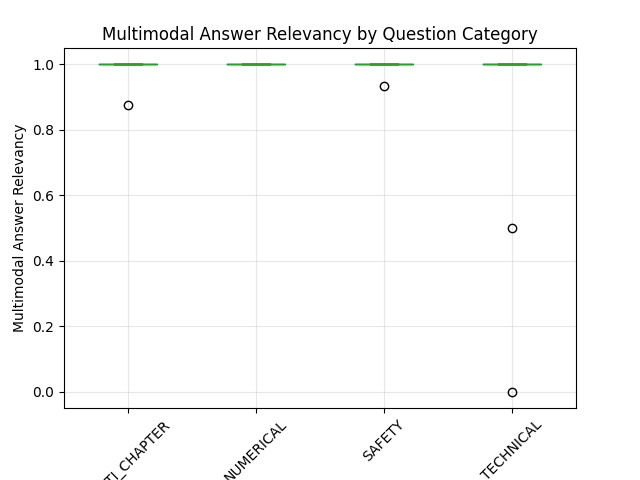 Multimodal Answer Relevancy by Question Category
Multimodal Answer Relevancy
1.0
0.8
0.6
0.4
0.2
0.0
TI_CHAPTER
NUMERICAL
SAFETY
TECHNICAL